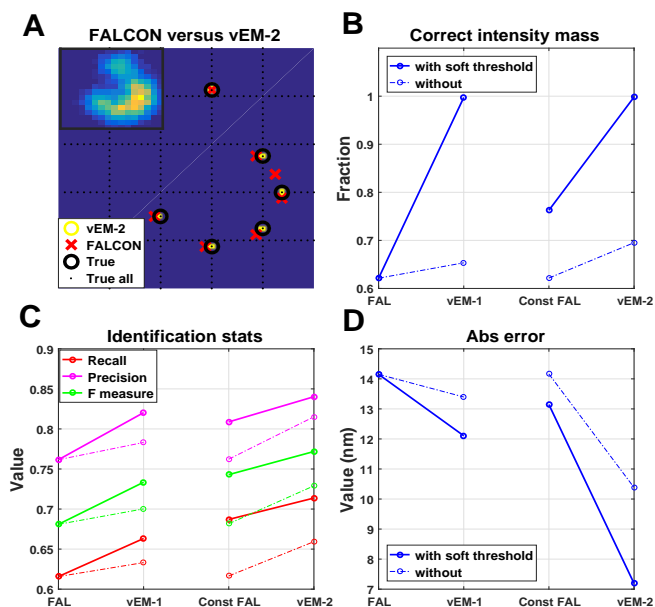 A
FALCON versus vEM-2
vEM-2
FALCON
True
True all
B
Correct intensity mass
with soft threshold
without
Fraction
1
0.9
0.8
0.7
0.6
FAL
vEM-1
Const FAL
vEM-2
C
Identification stats
Recall
Precision
F measure
Value
0.9
0.85
0.8
0.75
0.7
0.65
0.6
FAL
vEM-1
Const FAL
vEM-2
D
Abs error
Value (nm)
15
14
13
12
11
10
9
8
7
with soft threshold
without
FAL
vEM-1
Const FAL
vEM-2